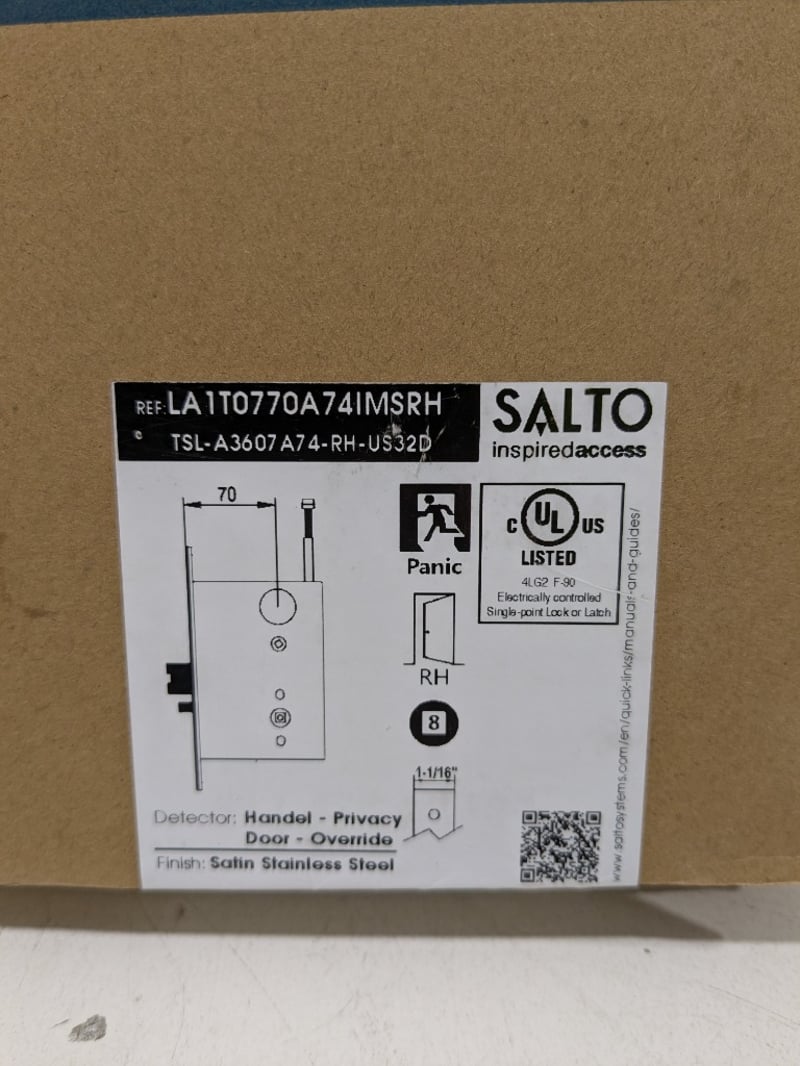 REF: LA1T0770A74IMSRH
TSL-A3607A74-RH-US32D
SALTO
inspiredaccess
70
Panic
C UL US
LISTED
4LG2 F-90
Electrically controlled
Single-point Lock or Latch
RH
8
1-1/16"
Detector: Handel - Privacy
Door - Override
Finish: Satin Stainless Steel
www.saltosystems.com/en/quick-links/manuals-and-guides/